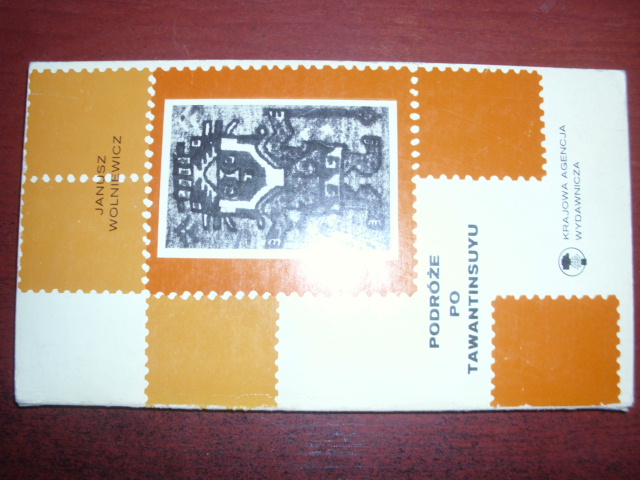 JANUSZ
WOLNIEWICZ
PODRÓŻE
PO
TAWANTINSUYU
KRAJOWA AGENCJA
WYDAWNICZA